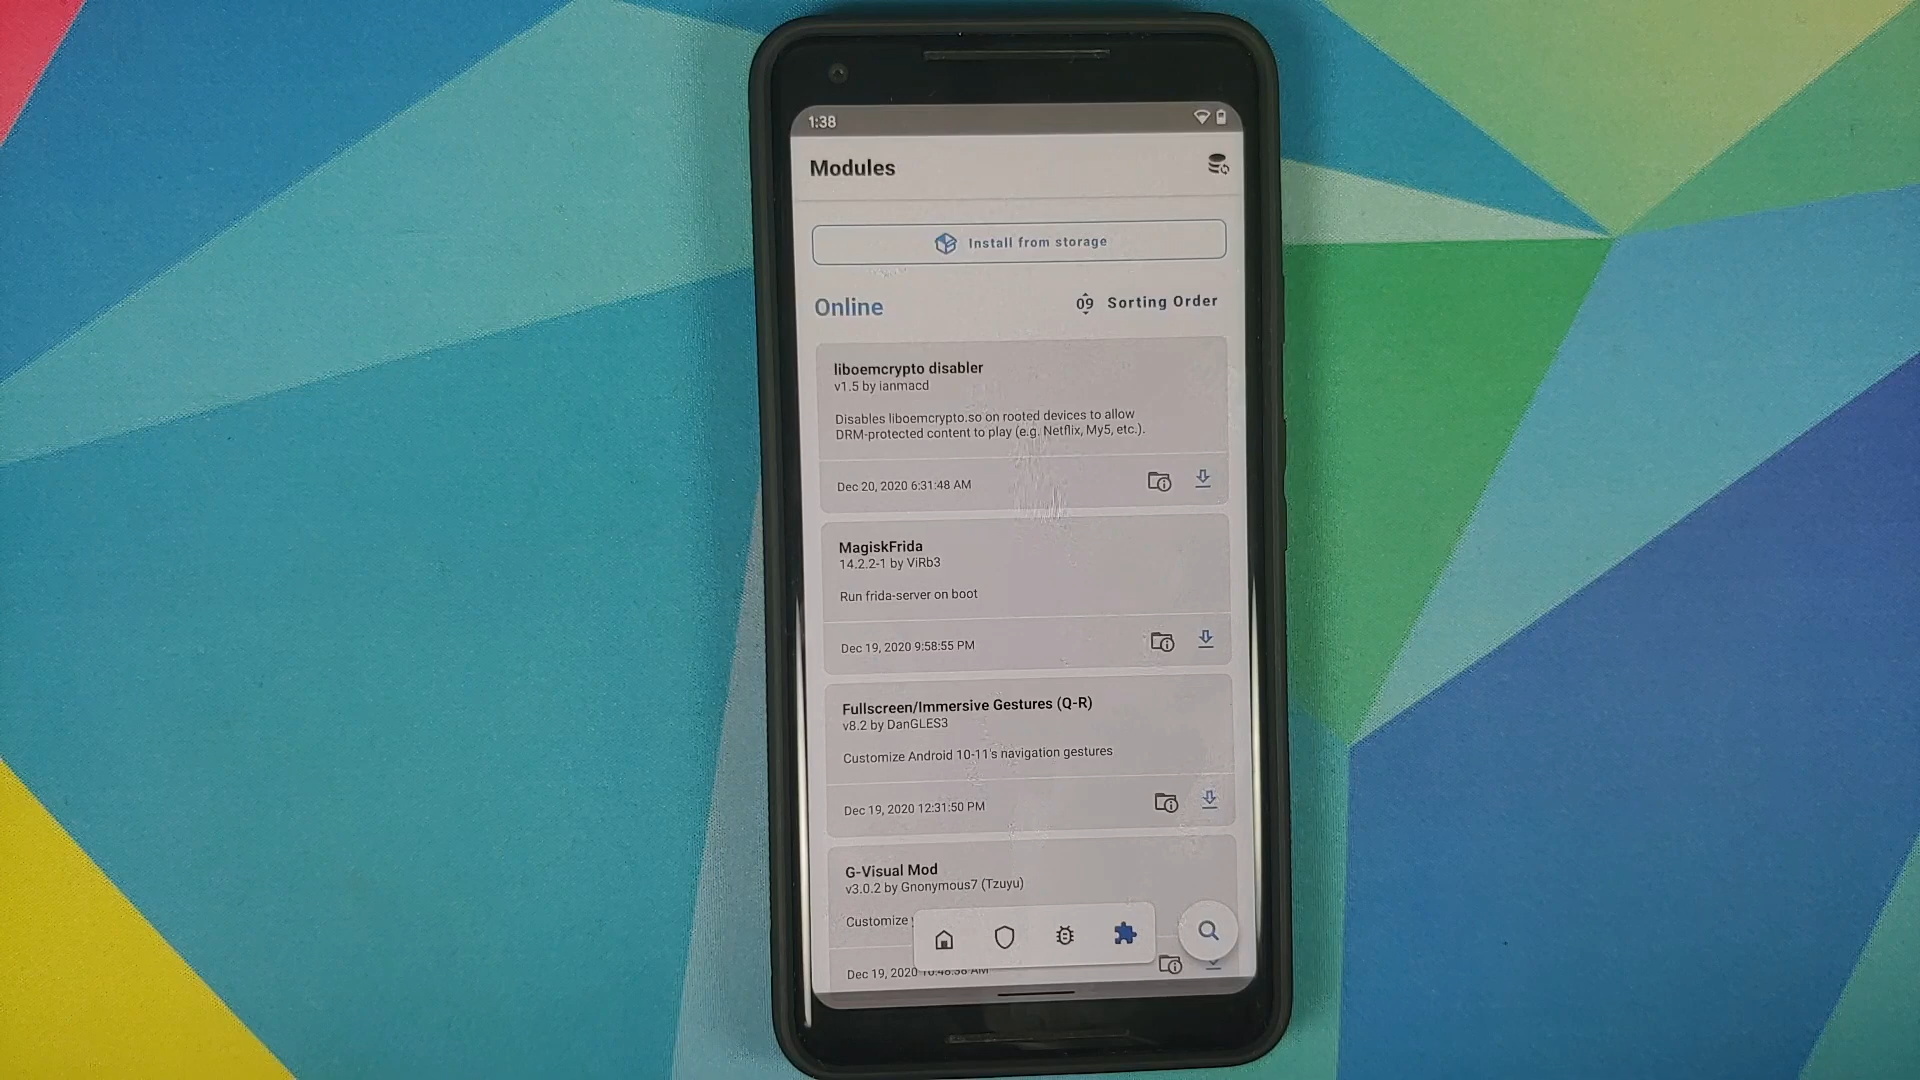 1:38
Modules
Install from storage
Online
09 Sorting Order
liboemcrypto disabler
v1.5 by ianmacd
Disables liboemcrypto.so on rooted devices to allow
DRM-protected content to play (e.g. Netflix, My5, etc.).
Dec 20, 2020 6:31:48 AM
MagiskFrida
14.2.2-1 by ViRb3
Run frida-server on boot
Dec 19, 2020 9:58:55 PM
Fullscreen/Immersive Gestures (Q-R)
v8.2 by DanGLES3
Customize Android 10-11's navigation gestures
Dec 19, 2020 12:31:50 PM
G-Visual Mod
v3.0.2 by Gnonymous7 (Tzuyu)
Customize
Dec 19, 2020